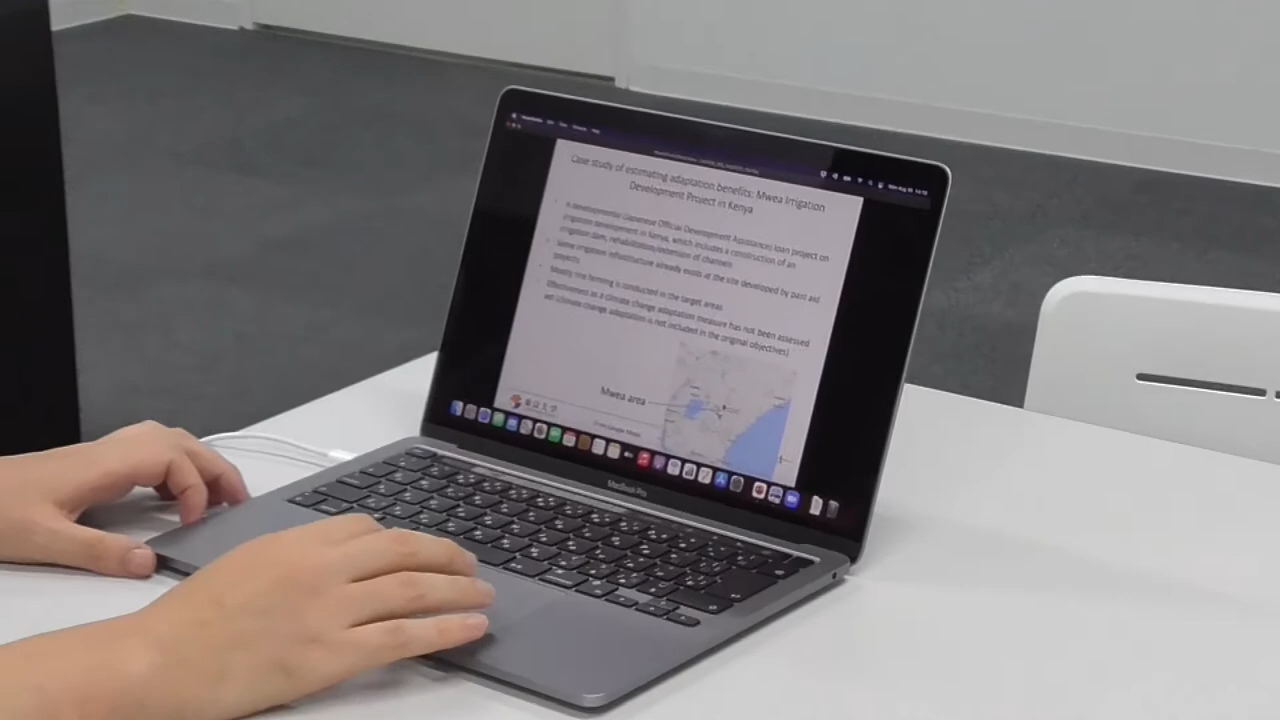 Case study of estimating adaptation benefits: Mwea Irrigation
Development Project in Kenya
A developmental (Japanese Official Development Assistance) loan project on
irrigation development in Kenya, which includes a construction of an
irrigation dam, rehabilitation/extension of channels
Some irrigation infrastructure already exists at the site developed by past aid
projects
Mostly rice farming is conducted in the target areas
Effectiveness as a climate change adaptation measure has not been assessed
yet (climate change adaptation is not included in the original objectives)
Mwea area
MacBook Pro